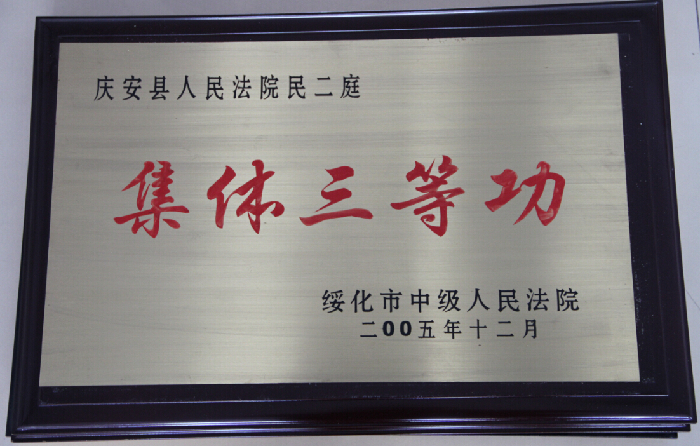 庆安县人民法院民二庭
集体三等功
绥化市中级人民法院
二00五年十二月